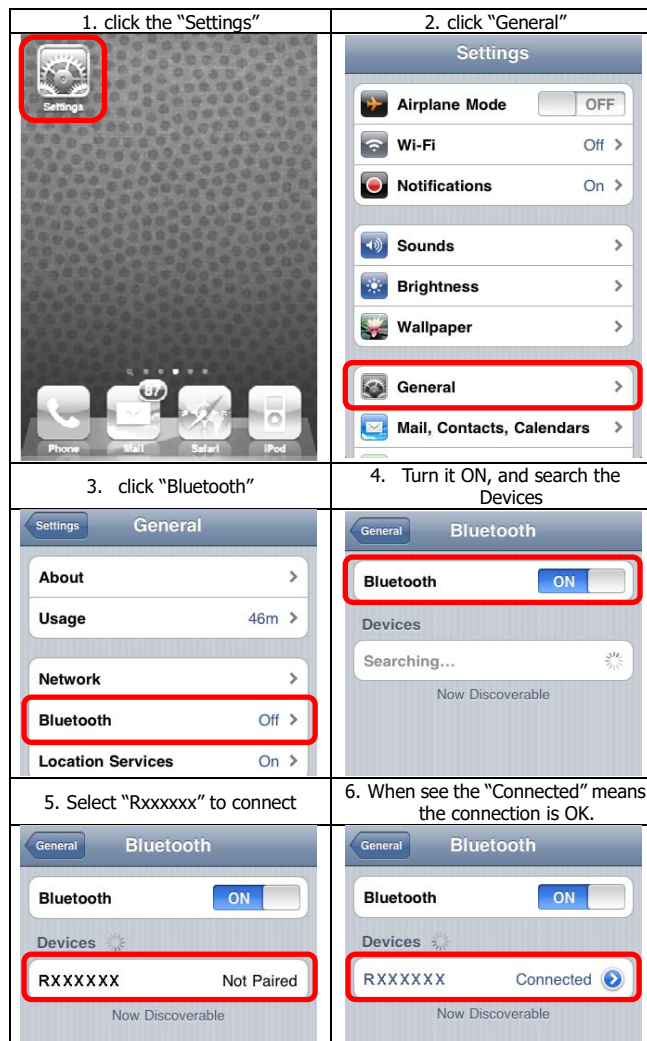 1. click the “Settings”
2. click “General”
Settings
87
Phone
Mail
Safari
iPod
Settings
Airplane Mode OFF
Wi-Fi Off
Notifications On
Sounds
Brightness
Wallpaper
General
Mail, Contacts, Calendars
3. click “Bluetooth”
4. Turn it ON, and search the
Devices
Settings General
About
Usage 46m
Network
Bluetooth Off
Location Services On
General Bluetooth
Bluetooth ON
Devices
Searching...
Now Discoverable
5. Select “Rxxxxxx” to connect
6. When see the “Connected” means
the connection is OK.
General Bluetooth
Bluetooth ON
Devices
RXXXXXX Not Paired
Now Discoverable
General Bluetooth
Bluetooth ON
Devices
RXXXXXX Connected
Now Discoverable